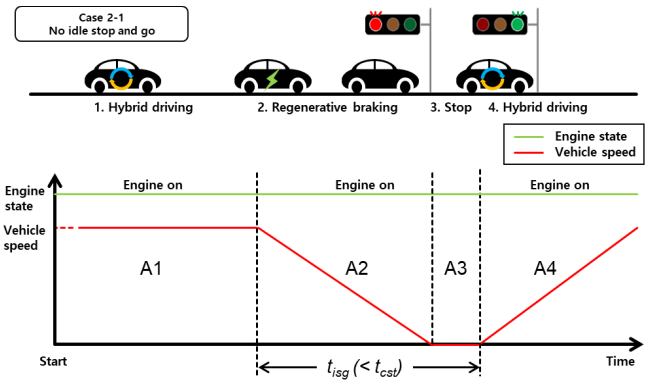 Case 2-1
No idle stop and go
1. Hybrid driving
2. Regenerative braking
3. Stop
4. Hybrid driving
Engine state
Vehicle speed
Engine state
Engine on
Engine on
Engine on
Vehicle speed
A1
A2
A3
A4
Start
t_isg (< t_cst)
Time